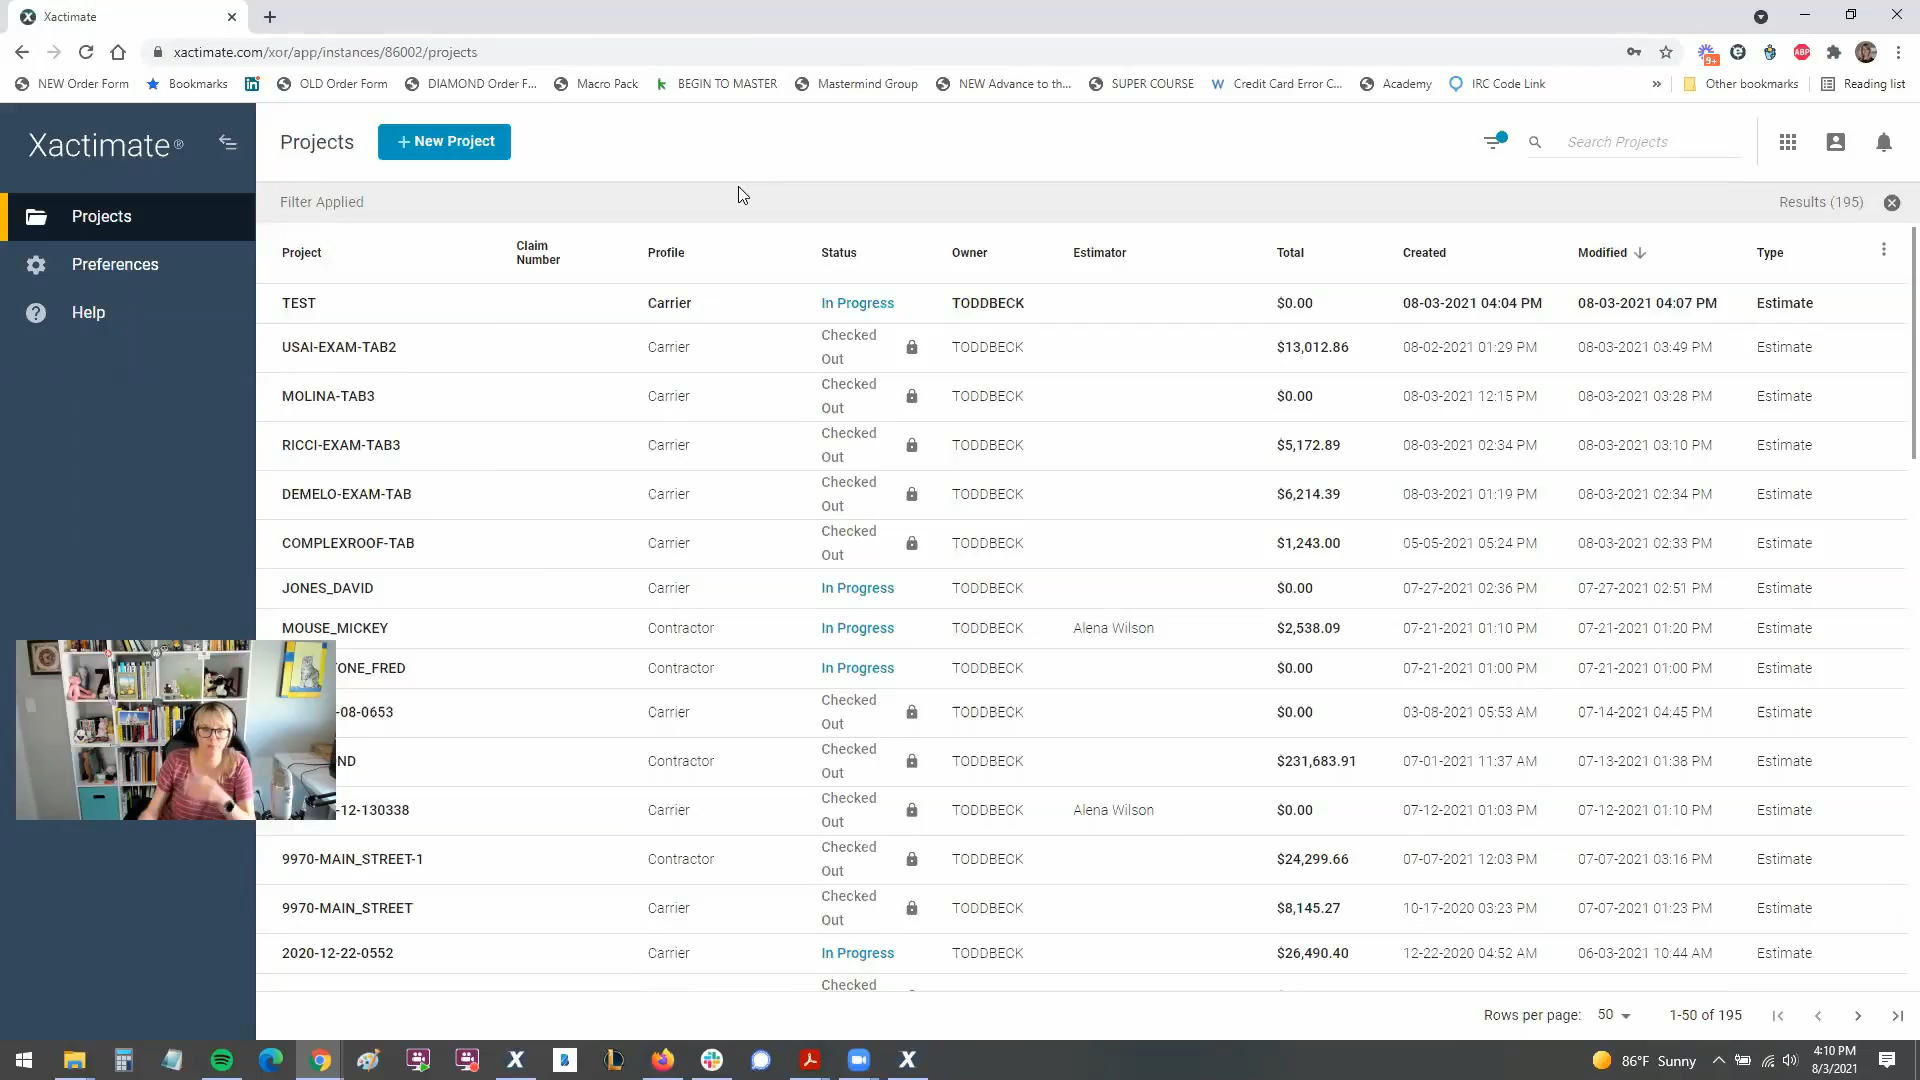 Xactimate
xactimate.com/xor/app/instances/86002/projects
NEW Order Form Bookmarks OLD Order Form DIAMOND Order F... Macro Pack BEGIN TO MASTER Mastermind Group NEW Advance to th... SUPER COURSE Credit Card Error C... Academy IRC Code Link » Other bookmarks Reading list
Xactimate®
Projects + New Project Search Projects
Projects
Preferences
Help
Filter Applied Results (195)
Project Claim Number Profile Status Owner Estimator Total Created Modified Type
TEST Carrier In Progress TODDBECK $0.00 08-03-2021 04:04 PM 08-03-2021 04:07 PM Estimate
USAI-EXAM-TAB2 Carrier Checked Out TODDBECK $13,012.86 08-02-2021 01:29 PM 08-03-2021 03:49 PM Estimate
MOLINA-TAB3 Carrier Checked Out TODDBECK $0.00 08-03-2021 12:15 PM 08-03-2021 03:28 PM Estimate
RICCI-EXAM-TAB3 Carrier Checked Out TODDBECK $5,172.89 08-03-2021 02:34 PM 08-03-2021 03:10 PM Estimate
DEMELO-EXAM-TAB Carrier Checked Out TODDBECK $6,214.39 08-03-2021 01:19 PM 08-03-2021 02:34 PM Estimate
COMPLEXROOF-TAB Carrier Checked Out TODDBECK $1,243.00 05-05-2021 05:24 PM 08-03-2021 02:33 PM Estimate
JONES_DAVID Carrier In Progress TODDBECK $0.00 07-27-2021 02:36 PM 07-27-2021 02:51 PM Estimate
MOUSE_MICKEY Contractor In Progress TODDBECK Alena Wilson $2,538.09 07-21-2021 01:10 PM 07-21-2021 01:20 PM Estimate
TONE_FRED Contractor In Progress TODDBECK $0.00 07-21-2021 01:00 PM 07-21-2021 01:00 PM Estimate
-08-0653 Carrier Checked Out TODDBECK $0.00 03-08-2021 05:53 AM 07-14-2021 04:45 PM Estimate
ND Contractor Checked Out TODDBECK $231,683.91 07-01-2021 11:37 AM 07-13-2021 01:38 PM Estimate
-12-130338 Carrier Checked Out TODDBECK Alena Wilson $0.00 07-12-2021 01:03 PM 07-12-2021 01:10 PM Estimate
9970-MAIN_STREET-1 Contractor Checked Out TODDBECK $24,299.66 07-07-2021 12:03 PM 07-07-2021 03:16 PM Estimate
9970-MAIN_STREET Carrier Checked Out TODDBECK $8,145.27 10-17-2020 03:23 PM 07-07-2021 01:23 PM Estimate
2020-12-22-0552 Carrier In Progress TODDBECK $26,490.40 12-22-2020 04:52 AM 06-03-2021 10:44 AM Estimate
Checked
Rows per page: 50 1-50 of 195
86°F Sunny 4:10 PM
8/3/2021